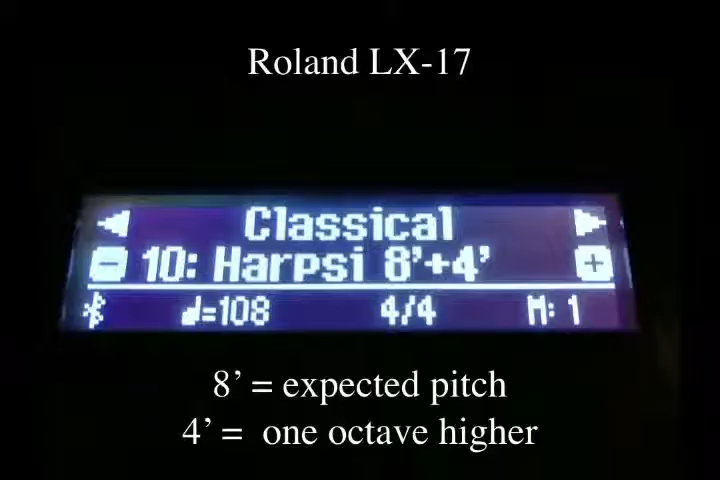 Roland LX-17
Classical
10: Harpsi 8’+4’
♩=108 4/4 M: 1
8’ = expected pitch
4’ = one octave higher